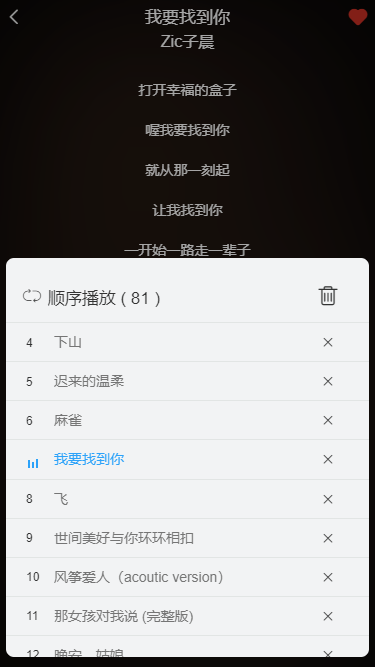 我要找到你
Zic子晨
打开幸福的盒子
喔我要找到你
就从那一刻起
让我找到你
一开始一路走一辈子
顺序播放 ( 81 )
4 下山
5 迟来的温柔
6 麻雀
我要找到你
8 飞
9 世间美好与你环环相扣
10 风筝爱人（acoutic version）
11 那女孩对我说 (完整版)
12 晚安，姑娘